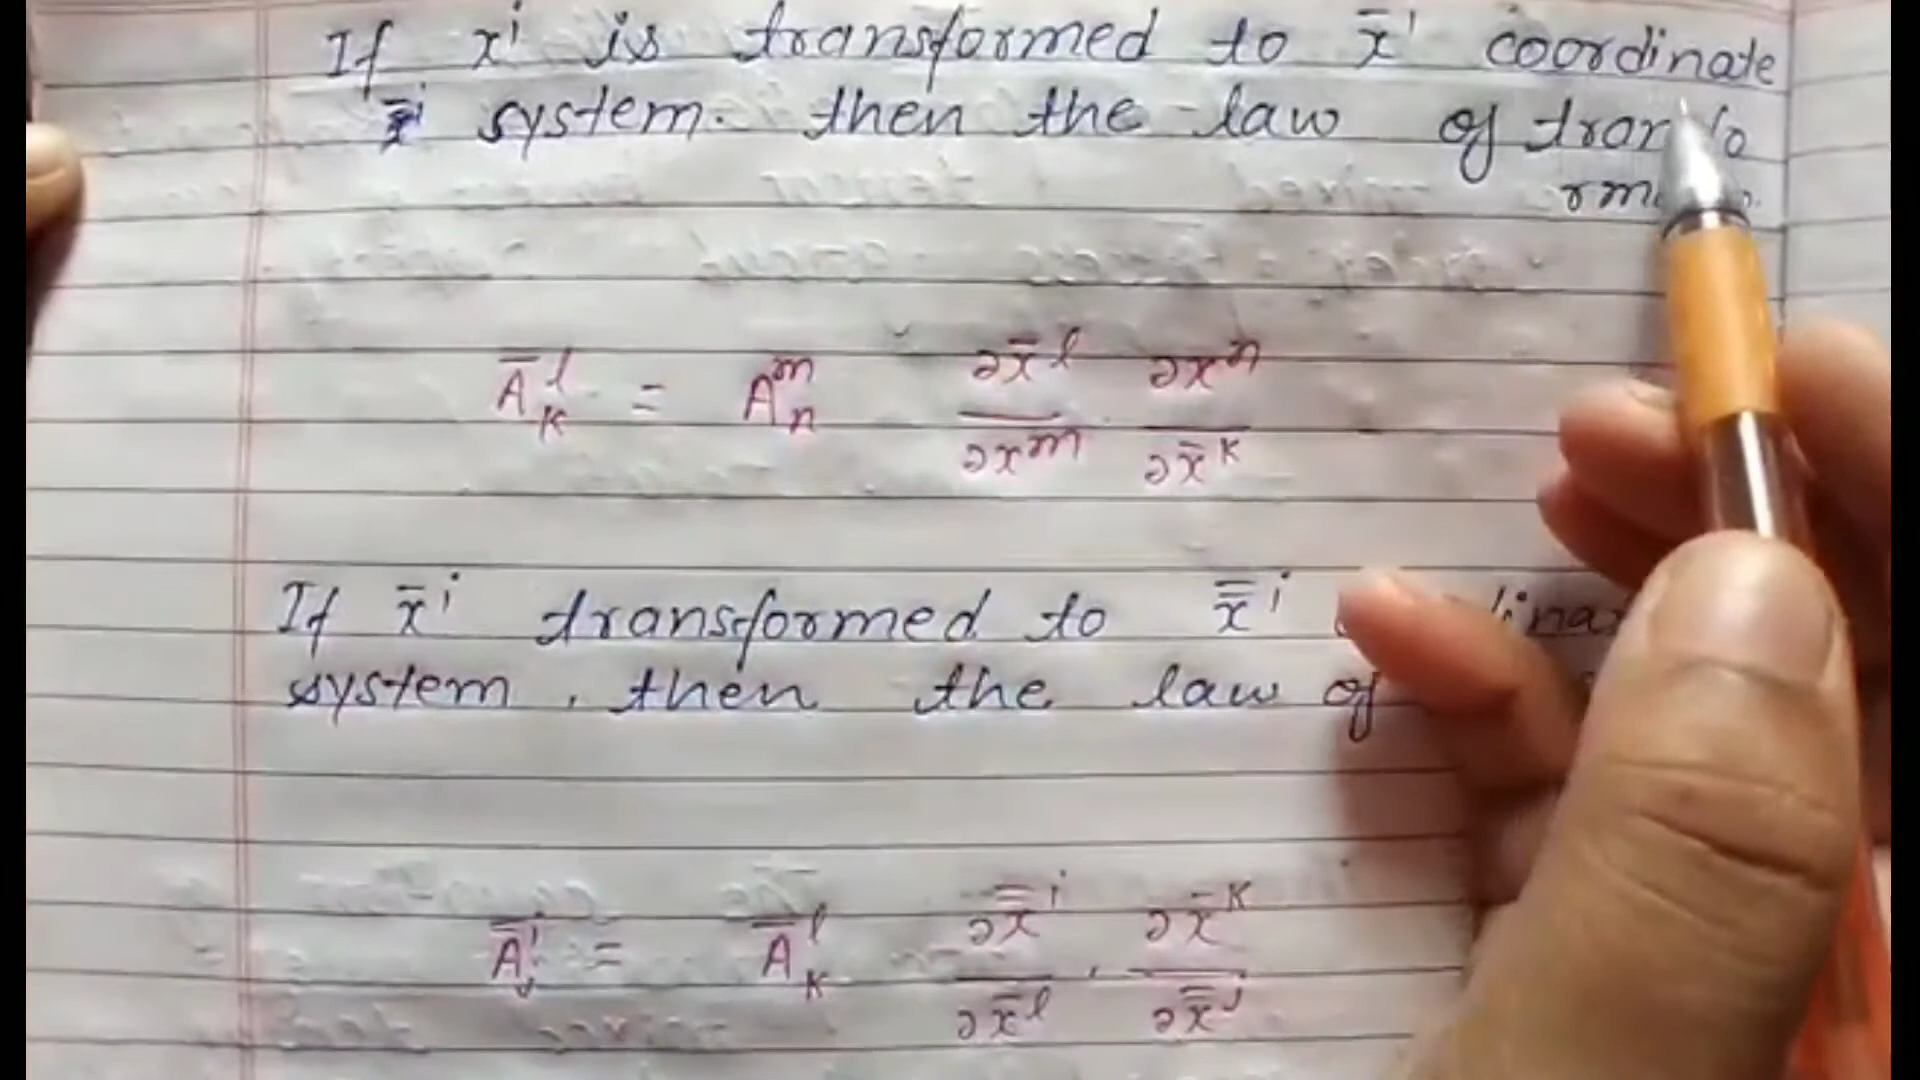 If xⁱ is transformed to x̄ⁱ coordinate
x̄ⁱ system. then the law of
Ā^l_k = A^m_n ∂x̄^l/∂x^m · ∂x^n/∂x̄^k
If x̄ⁱ transformed to x̿ⁱ
system, then the law of
A̿^i_j = Ā^l_k ∂x̿^i/∂x̄^l · ∂x̄^k/∂x̿^j